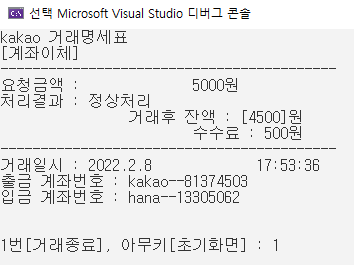 선택 Microsoft Visual Studio 디버그 콘솔
kakao 거래명세표
[계좌이체]
----------------------------------------
요청금액 : 5000원
처리결과 : 정상처리
거래후 잔액 : [4500]원
수수료 : 500원
----------------------------------------
거래일시 : 2022.2.8 17:53:36
출금 계좌번호 : kakao--81374503
입금 계좌번호 : hana--13305062
1번[거래종료], 아무키[초기화면] : 1